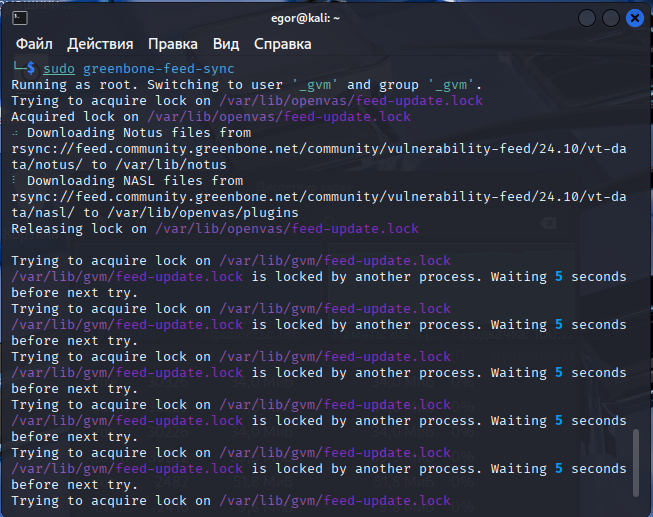 egor@kali: ~
Файл Действия Правка Вид Справка
└─$ sudo greenbone-feed-sync
Running as root. Switching to user '_gvm' and group '_gvm'.
Trying to acquire lock on /var/lib/openvas/feed-update.lock
Acquired lock on /var/lib/openvas/feed-update.lock
⠴ Downloading Notus files from
rsync://feed.community.greenbone.net/community/vulnerability-feed/24.10/vt-da
ta/notus/ to /var/lib/notus
⠇ Downloading NASL files from
rsync://feed.community.greenbone.net/community/vulnerability-feed/24.10/vt-da
ta/nasl/ to /var/lib/openvas/plugins
Releasing lock on /var/lib/openvas/feed-update.lock
Trying to acquire lock on /var/lib/gvm/feed-update.lock
/var/lib/gvm/feed-update.lock is locked by another process. Waiting 5 seconds
before next try.
Trying to acquire lock on /var/lib/gvm/feed-update.lock
/var/lib/gvm/feed-update.lock is locked by another process. Waiting 5 seconds
before next try.
Trying to acquire lock on /var/lib/gvm/feed-update.lock
/var/lib/gvm/feed-update.lock is locked by another process. Waiting 5 seconds
before next try.
Trying to acquire lock on /var/lib/gvm/feed-update.lock
/var/lib/gvm/feed-update.lock is locked by another process. Waiting 5 seconds
before next try.
Trying to acquire lock on /var/lib/gvm/feed-update.lock
/var/lib/gvm/feed-update.lock is locked by another process. Waiting 5 seconds
before next try.
Trying to acquire lock on /var/lib/gvm/feed-update.lock